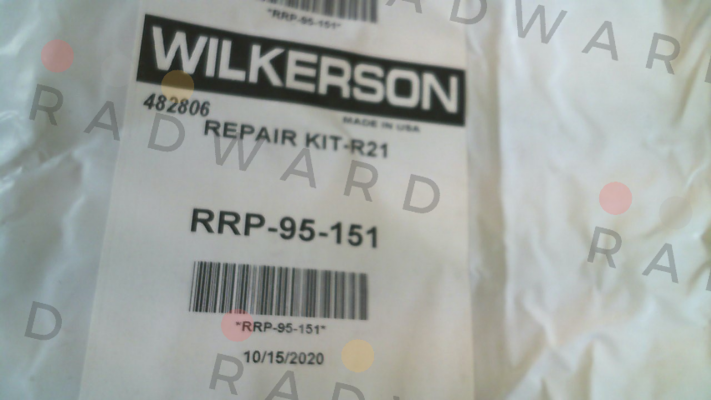 "RRP-95-151"
WILKERSON
482806
MADE IN USA
REPAIR KIT-R21
RRP-95-151
"RRP-95-151"
10/15/2020
RADWARD
RADWARD
RA
D
RADWARD